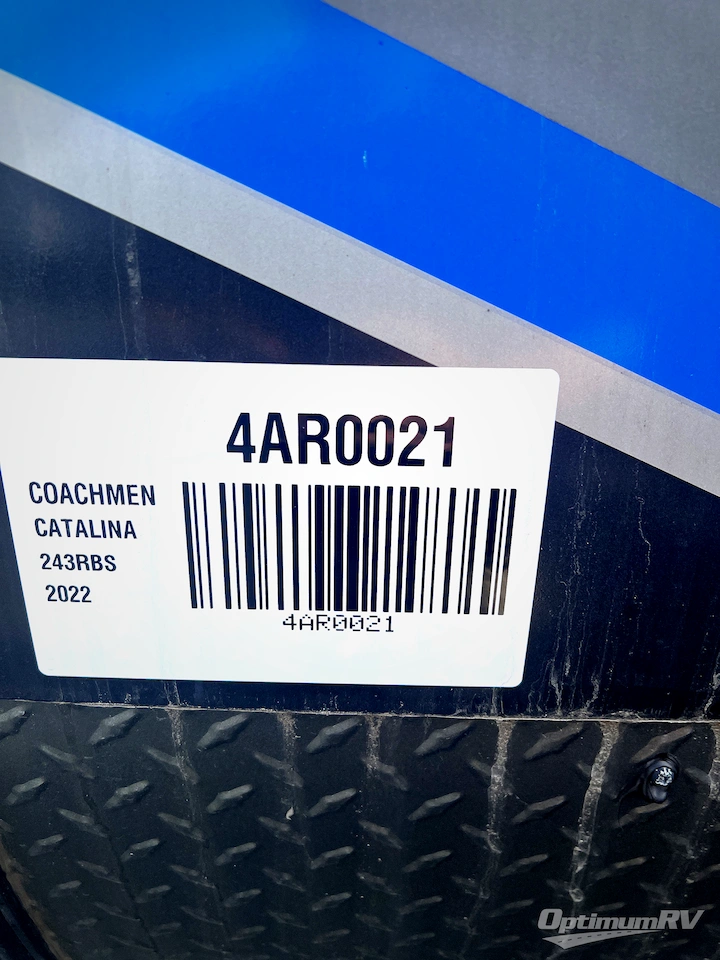 4AR0021
COACHMEN
CATALINA
243RBS
2022
4AR0021
OptimumRV